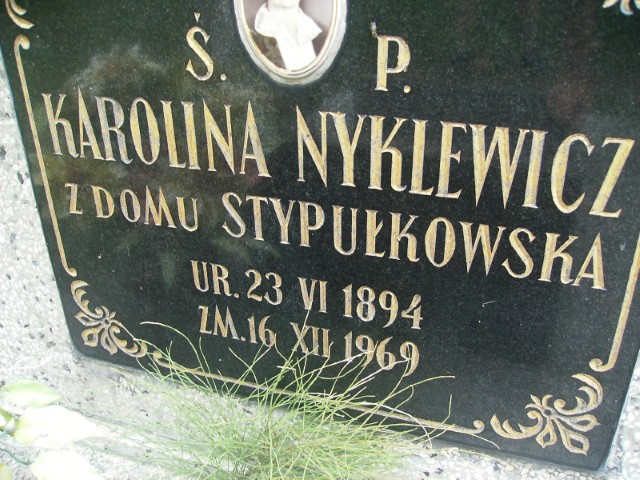 Ś. P.
KAROLINA NYKLEWICZ
Z DOMU STYPUŁKOWSKA
UR. 23 VI 1894
ZM. 16 XII 1969